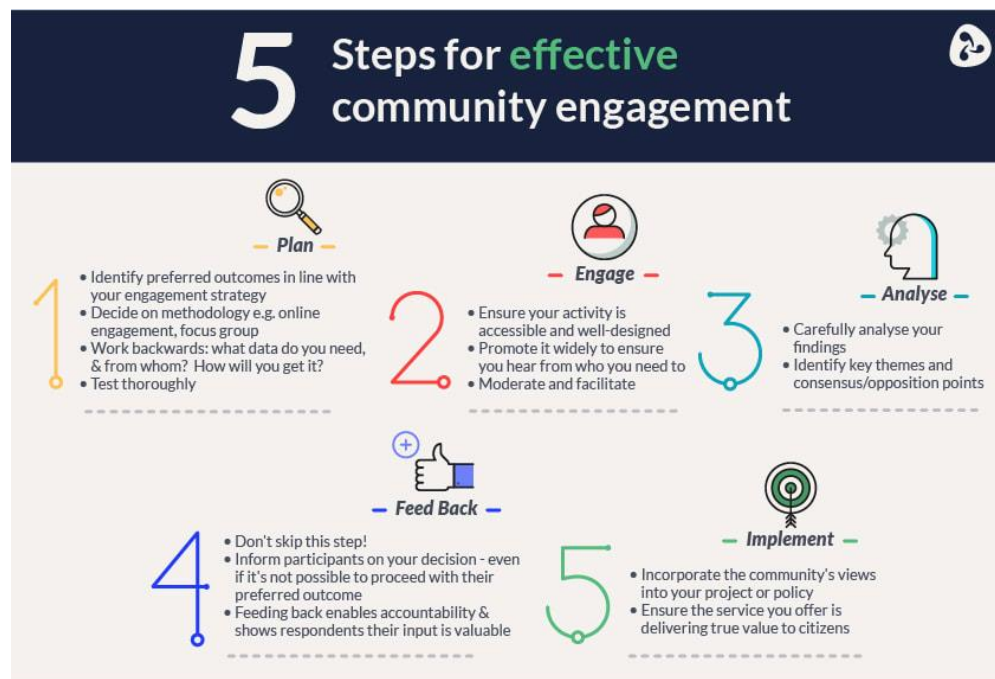 5
Steps for effective
community engagement
1
Plan
• Identify preferred outcomes in line with
your engagement strategy
• Decide on methodology e.g. online
engagement, focus group
• Work backwards: what data do you need,
& from whom?  How will you get it?
• Test thoroughly
2
Engage
• Ensure your activity is
accessible and well-designed
• Promote it widely to ensure
you hear from who you need to
• Moderate and facilitate
3
Analyse
• Carefully analyse your
findings
• Identify key themes and
consensus/opposition points
4
Feed Back
• Don't skip this step!
• Inform participants on your decision - even
if it's not possible to proceed with their
preferred outcome
• Feeding back enables accountability &
shows respondents their input is valuable
5
Implement
• Incorporate the community's views
into your project or policy
• Ensure the service you offer is
delivering true value to citizens